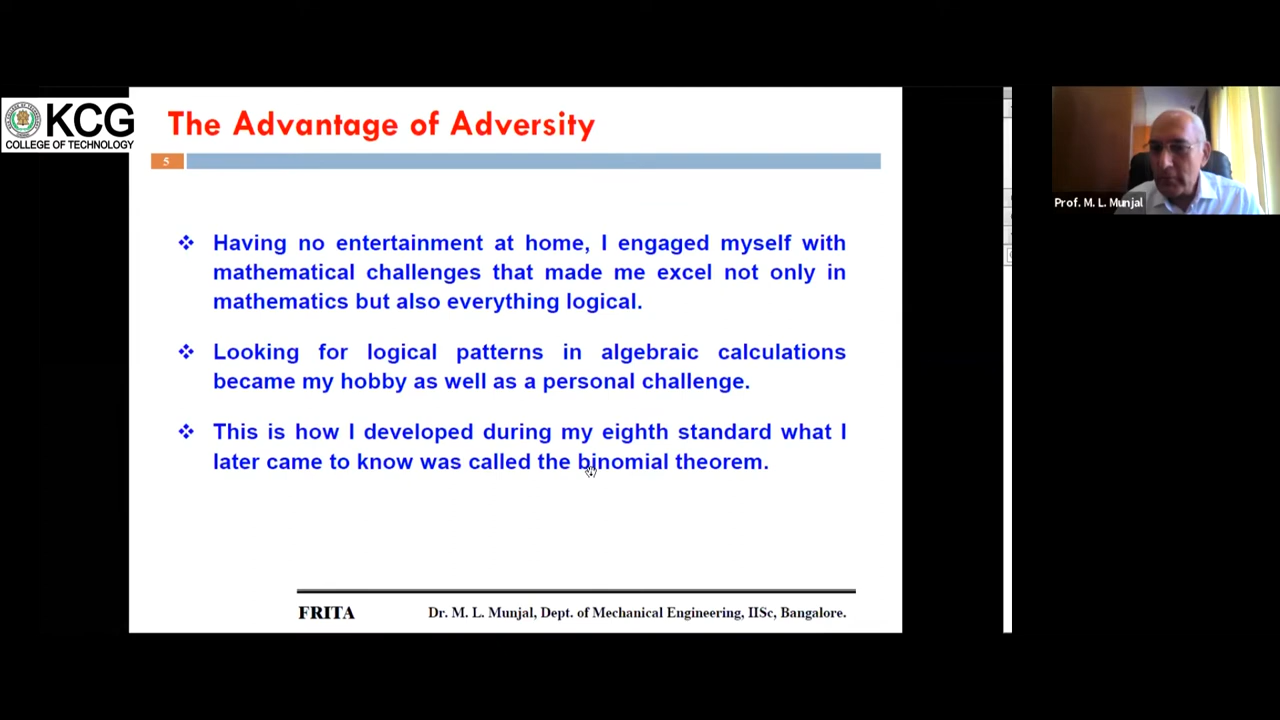 KCG
COLLEGE OF TECHNOLOGY
The Advantage of Adversity
5
Having no entertainment at home, I engaged myself with
mathematical challenges that made me excel not only in
mathematics but also everything logical.
Looking for logical patterns in algebraic calculations
became my hobby as well as a personal challenge.
This is how I developed during my eighth standard what I
later came to know was called the binomial theorem.
FRITA Dr. M. L. Munjal, Dept. of Mechanical Engineering, IISc, Bangalore.
Prof. M. L. Munjal